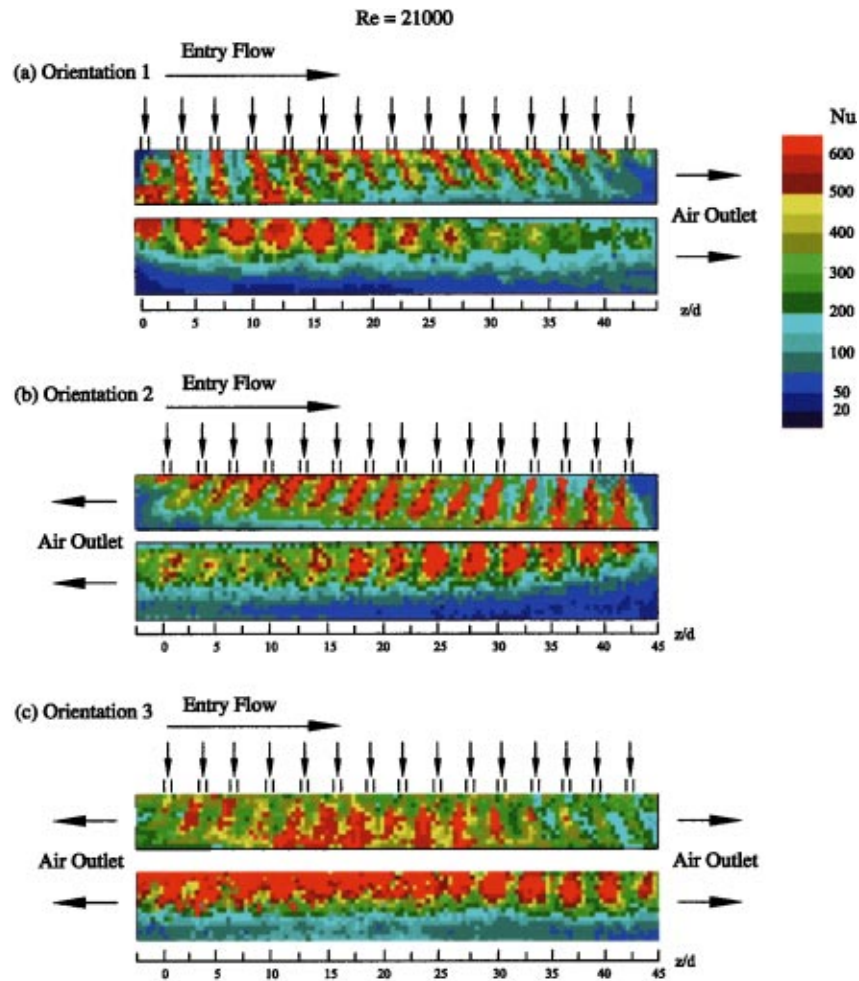 Re = 21000
Entry Flow
(a) Orientation 1
Nu
600
500
400
300
200
100
50
20
Air Outlet
0 5 10 15 20 25 30 35 40 z/d
Entry Flow
(b) Orientation 2
Air Outlet
0 5 10 15 20 25 30 35 40 45 z/d
Entry Flow
(c) Orientation 3
Air Outlet Air Outlet
0 5 10 15 20 25 30 35 40 45 z/d